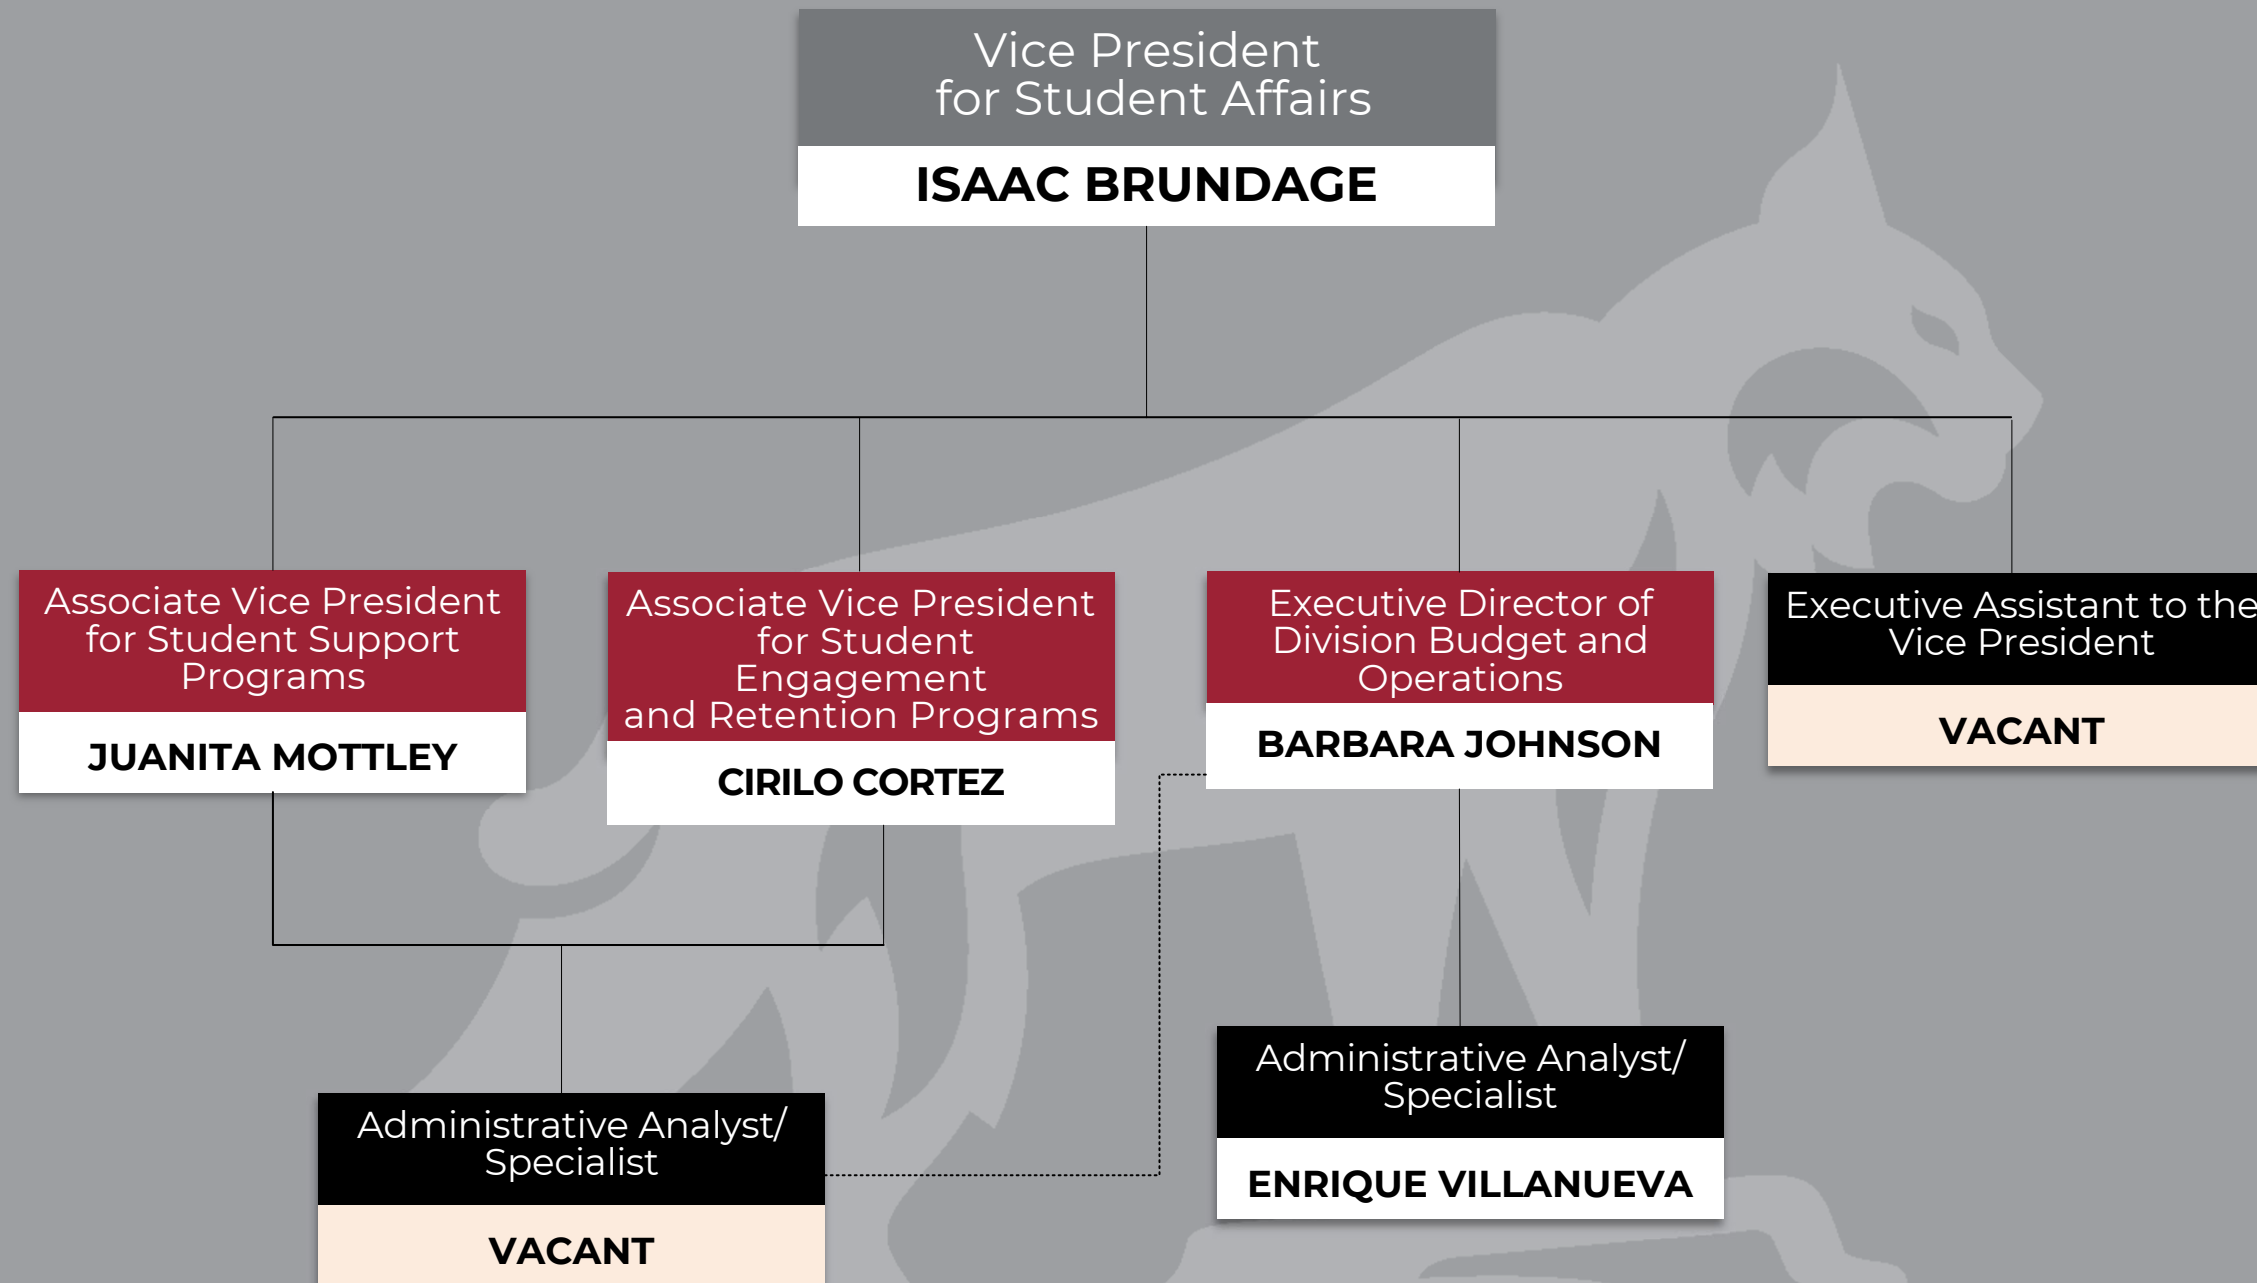 Vice President
for Student Affairs
ISAAC BRUNDAGE
Associate Vice President
for Student Support
Programs
JUANITA MOTTLEY
Associate Vice President
for Student
Engagement
and Retention Programs
CIRILO CORTEZ
Executive Director of
Division Budget and
Operations
BARBARA JOHNSON
Executive Assistant to the
Vice President
VACANT
Administrative Analyst/
Specialist
VACANT
Administrative Analyst/
Specialist
ENRIQUE VILLANUEVA